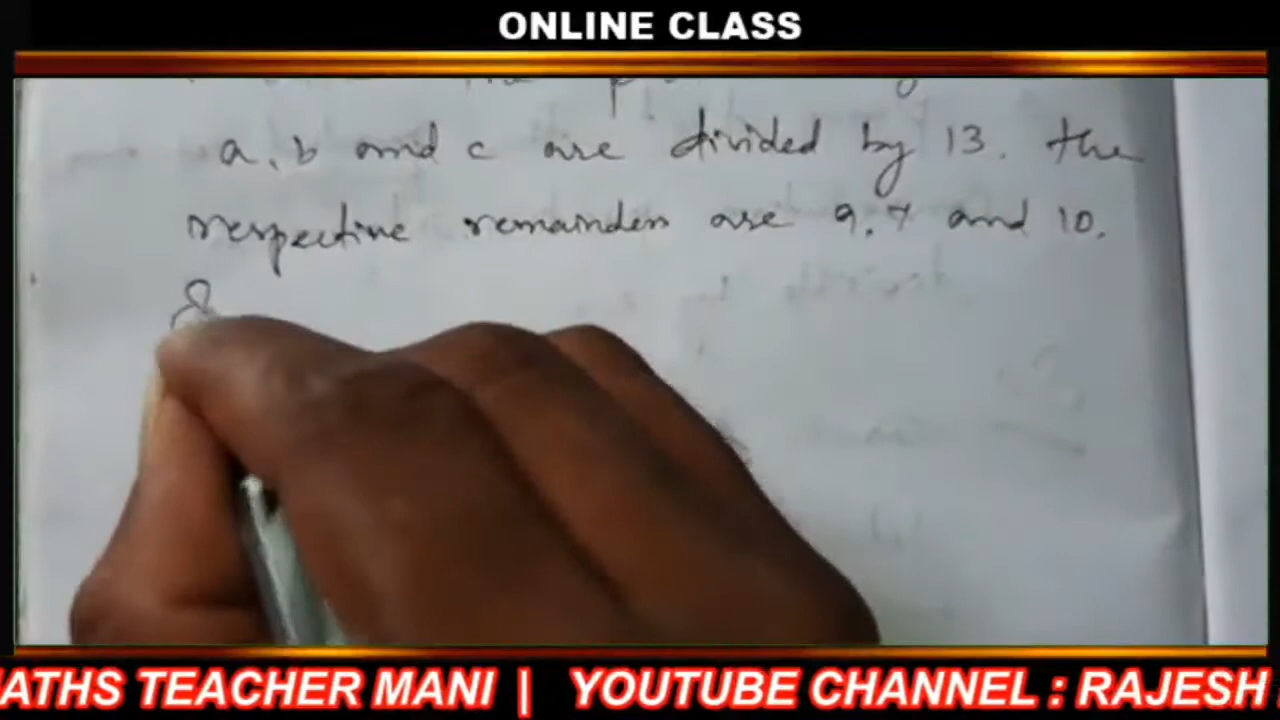 ONLINE CLASS
a, b and c are divided by 13. the
respective remainders are 9, 7 and 10.
ATHS TEACHER MANI | YOUTUBE CHANNEL : RAJESH